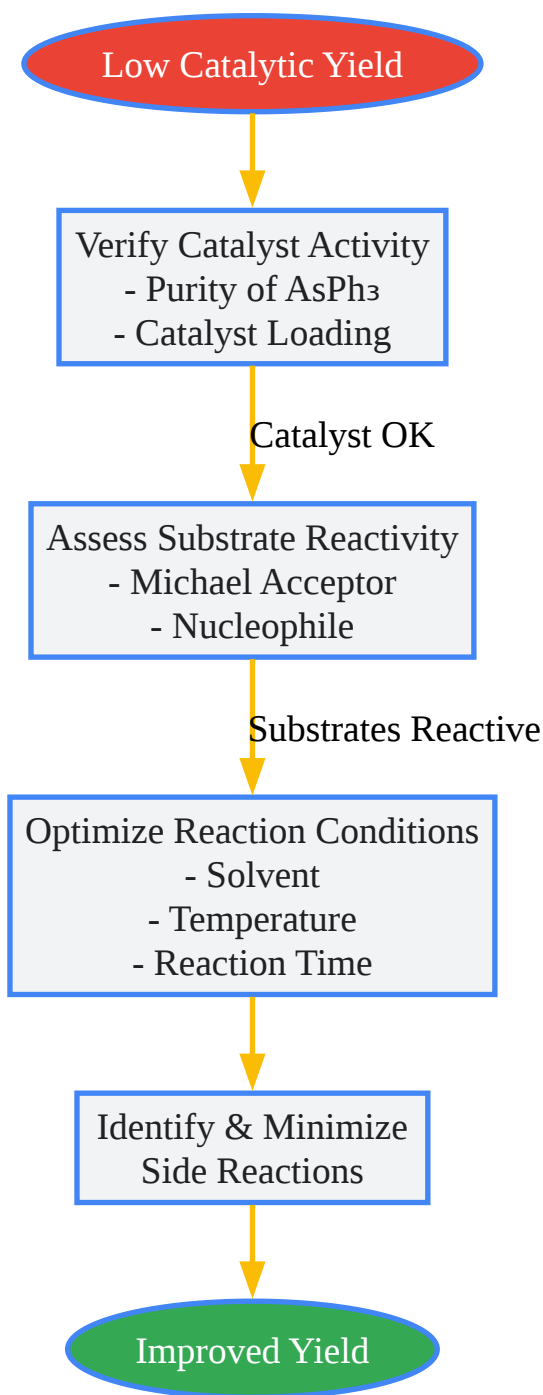 Low Catalytic Yield
Verify Catalyst Activity
- Purity of AsPh₃
- Catalyst Loading
Catalyst OK
Assess Substrate Reactivity
- Michael Acceptor
- Nucleophile
Substrates Reactive
Optimize Reaction Conditions
- Solvent
- Temperature
- Reaction Time
Identify & Minimize
Side Reactions
Improved Yield